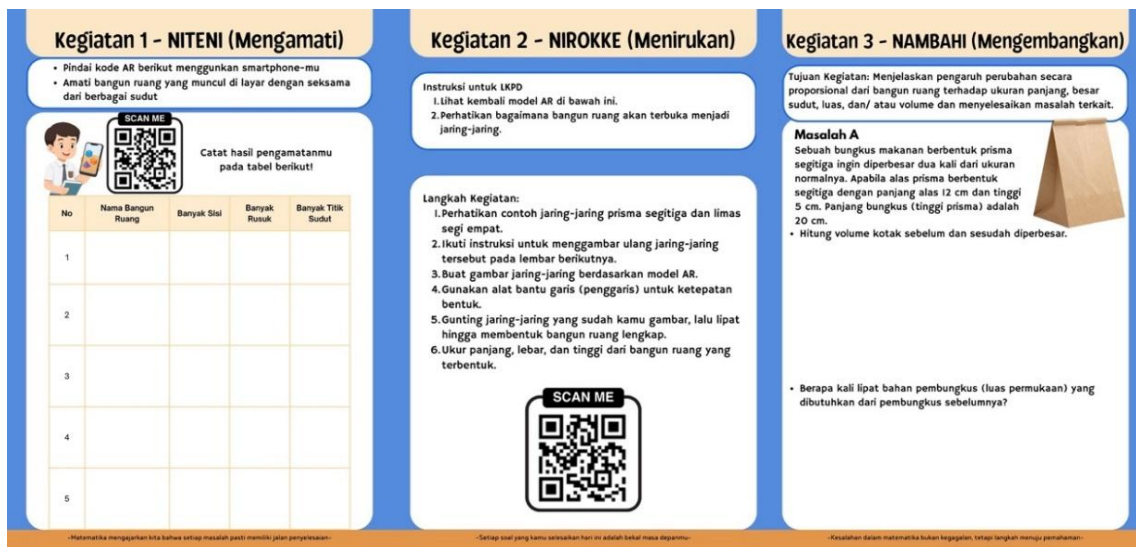 Kegiatan 1 - NITENI (Mengamati)
• Pindai kode AR berikut menggunkan smartphone-mu
• Amati bangun ruang yang muncul di layar dengan seksama
dari berbagai sudut
SCAN ME
Catat hasil pengamatanmu
pada tabel berikut!
No
Nama Bangun
Ruang
Banyak Sisi
Banyak
Rusuk
Banyak Titik
Sudut
1
2
3
4
5
-Matematika mengajarkan kita bahwa setiap masalah pasti memiliki jalan penyelesaian-
Kegiatan 2 - NIROKKE (Menirukan)
Instruksi untuk LKPD
1.Lihat kembali model AR di bawah ini.
2.Perhatikan bagaimana bangun ruang akan terbuka menjadi
jaring-jaring.
Langkah Kegiatan:
1.Perhatikan contoh jaring-jaring prisma segitiga dan limas
segi empat.
2.Ikuti instruksi untuk menggambar ulang jaring-jaring
tersebut pada lembar berikutnya.
3.Buat gambar jaring-jaring berdasarkan model AR.
4.Gunakan alat bantu garis (penggaris) untuk ketepatan
bentuk.
5.Gunting jaring-jaring yang sudah kamu gambar, lalu lipat
hingga membentuk bangun ruang lengkap.
6.Ukur panjang, lebar, dan tinggi dari bangun ruang yang
terbentuk.
SCAN ME
-Setiap soal yang kamu selesaikan hari ini adalah bekal masa depanmu-
Kegiatan 3 - NAMBAHI (Mengembangkan)
Tujuan Kegiatan: Menjelaskan pengaruh perubahan secara
proporsional dari bangun ruang terhadap ukuran panjang, besar
sudut, luas, dan/ atau volume dan menyelesaikan masalah terkait.
Masalah A
Sebuah bungkus makanan berbentuk prisma
segitiga ingin diperbesar dua kali dari ukuran
normalnya. Apabila alas prisma berbentuk
segitiga dengan panjang alas 12 cm dan tinggi
5 cm. Panjang bungkus (tinggi prisma) adalah
20 cm.
• Hitung volume kotak sebelum dan sesudah diperbesar.
• Berapa kali lipat bahan pembungkus (luas permukaan) yang
dibutuhkan dari pembungkus sebelumnya?
-Kesalahan dalam matematika bukan kegagalan, tetapi langkah menuju pemahaman-